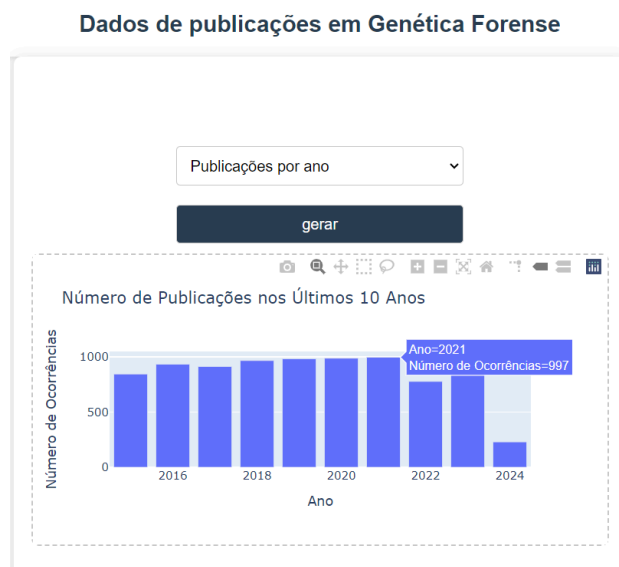 Dados de publicações em Genética Forense
Publicações por ano
gerar
Número de Publicações nos Últimos 10 Anos
Número de Ocorrências
1000
500
0
Ano=2021
Número de Ocorrências=997
2016 2018 2020 2022 2024
Ano